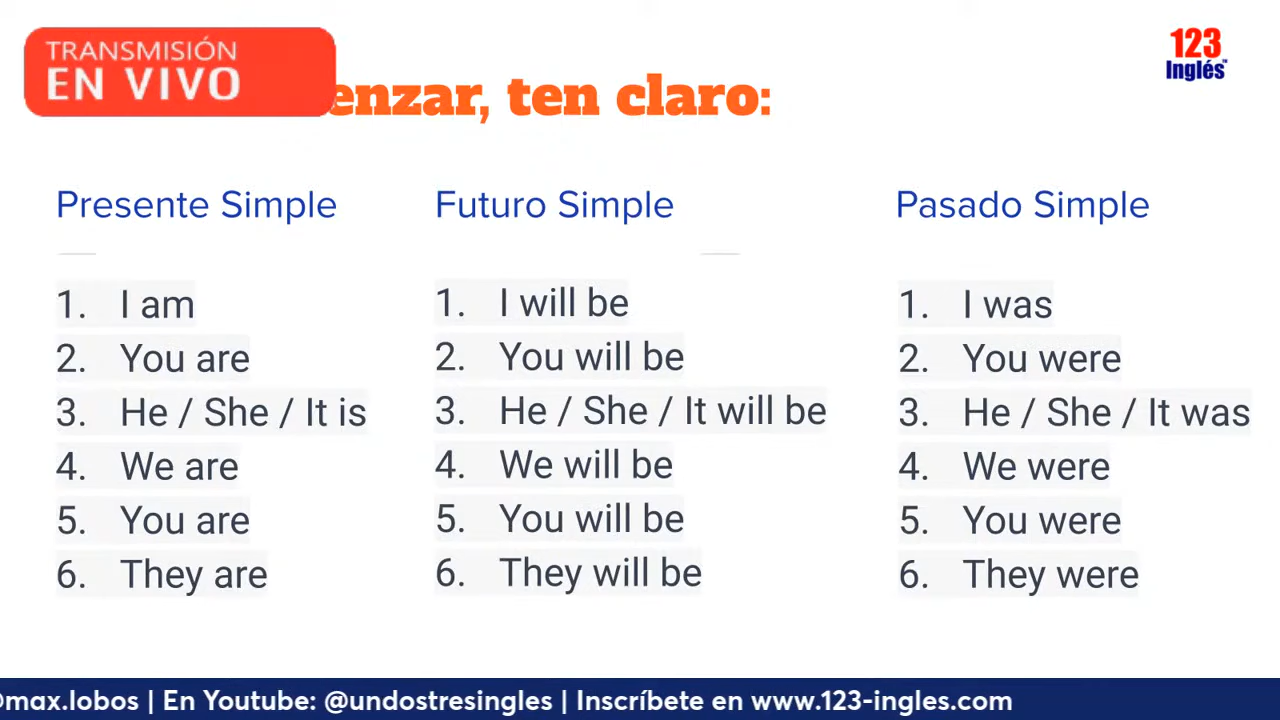 TRANSMISIÓN
EN VIVO
enzar, ten claro:
123
Inglés™
Presente Simple
1. I am
2. You are
3. He / She / It is
4. We are
5. You are
6. They are
Futuro Simple
1. I will be
2. You will be
3. He / She / It will be
4. We will be
5. You will be
6. They will be
Pasado Simple
1. I was
2. You were
3. He / She / It was
4. We were
5. You were
6. They were
@max.lobos | En Youtube: @undostresingles | Inscríbete en www.123-ingles.com